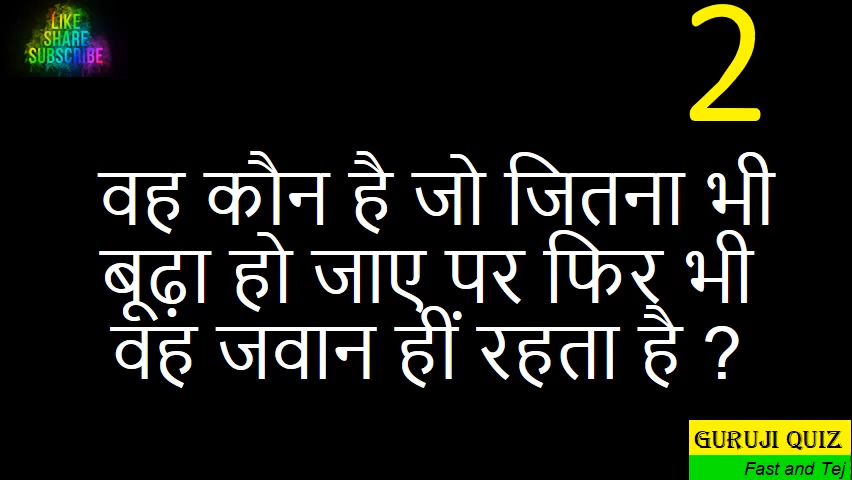 LIKE
SHARE
SUBSCRIBE
2
वह कौन है जो जितना भी
बूढ़ा हो जाए पर फिर भी
वह जवान हीं रहता है ?
GURUJI QUIZ
Fast and Tej